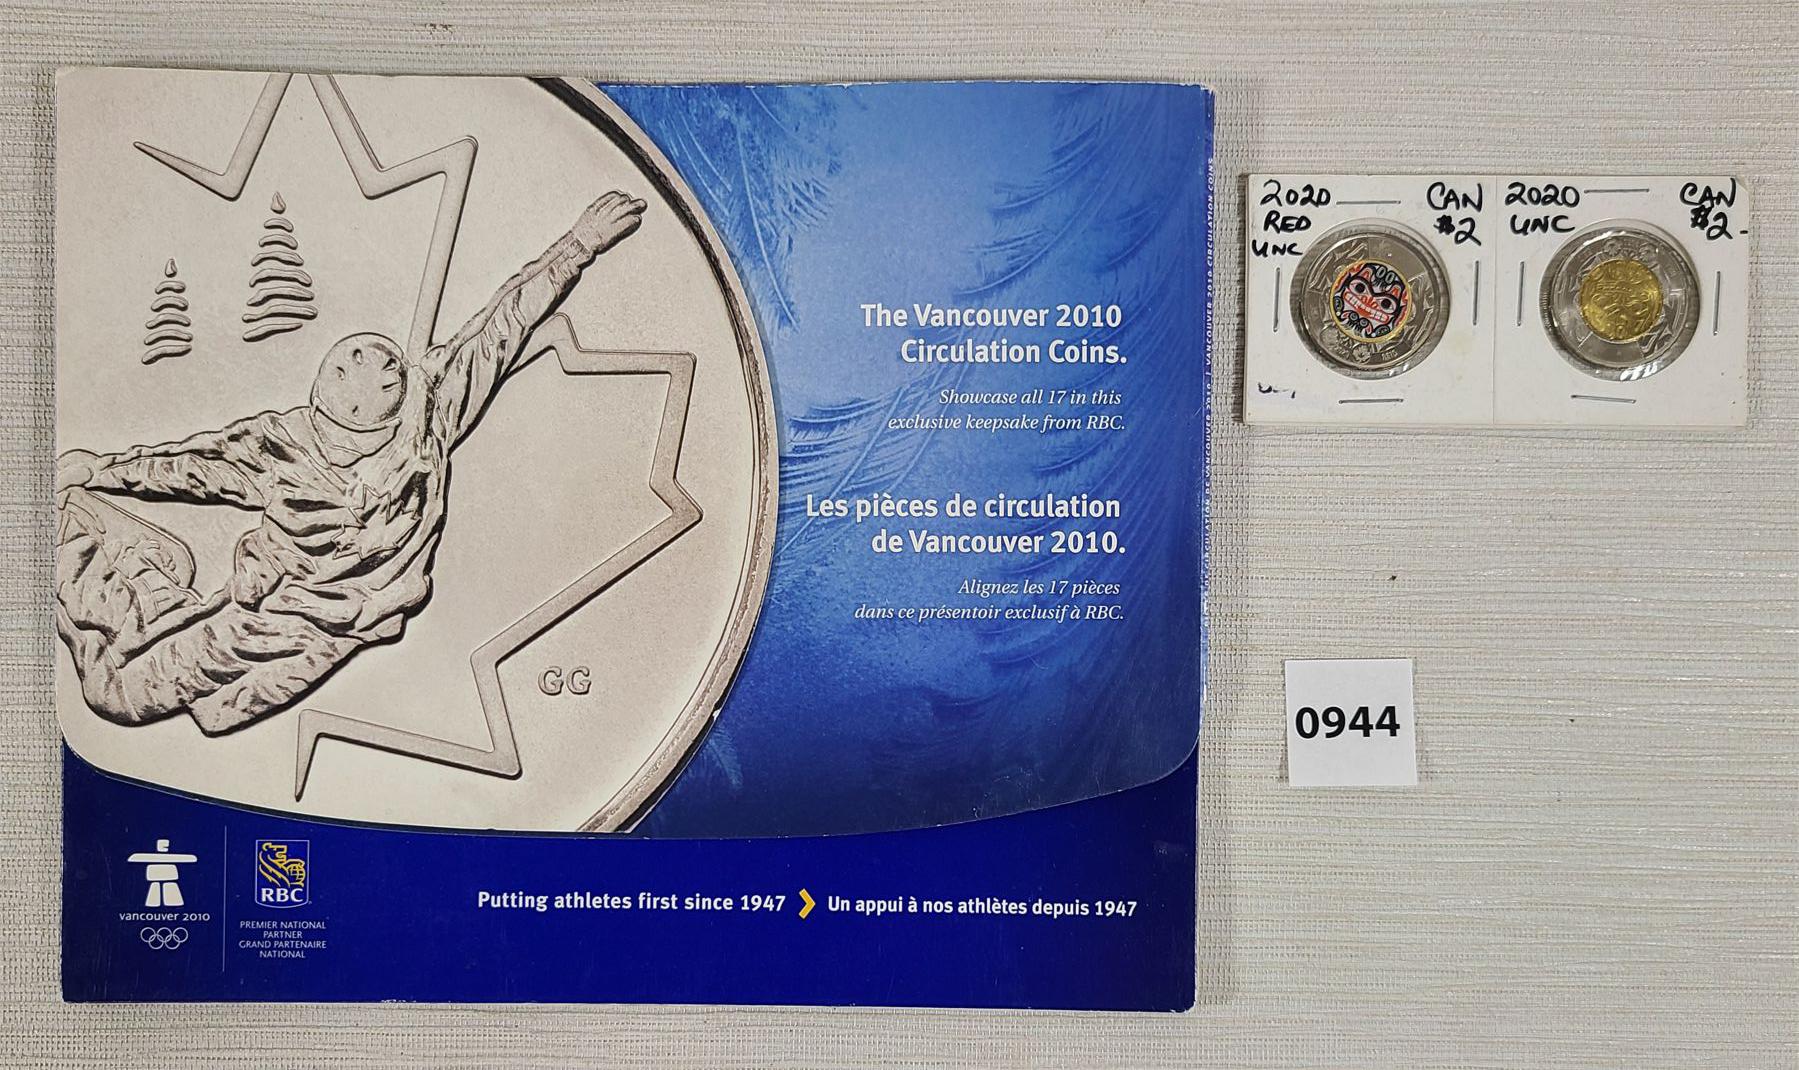 The Vancouver 2010
Circulation Coins.
Showcase all 17 in this
exclusive keepsake from RBC.
Les pièces de circulation
de Vancouver 2010.
Alignez les 17 pièces
dans ce présentoir exclusif à RBC.
GG
vancouver 2010
RBC
PREMIER NATIONAL
PARTNER
GRAND PARTENAIRE
NATIONAL
Putting athletes first since 1947 Un appui à nos athlètes depuis 1947
2020 CAN
RED $2
UNC
2020 CAN
UNC $2
0944